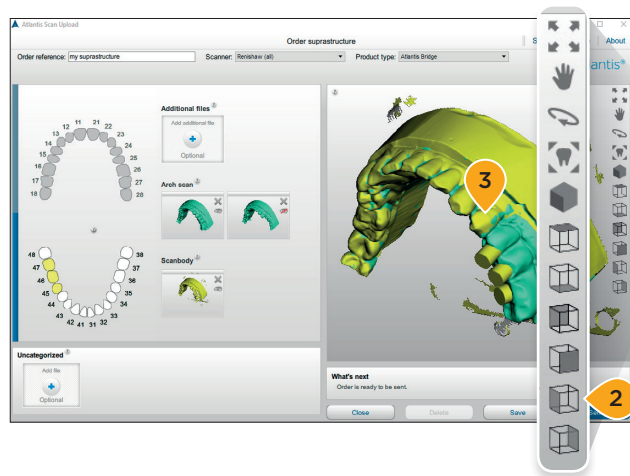 Atlantis Scan Upload
Order suprastructure
About
Order reference: my suprastructure
Scanner: Renishaw (all)
Product type: Atlantis Bridge
antis®
Additional files
Add additional file
Optional
Arch scan
Scanbody
11 21
12 22
13 23
14 24
15 25
16 26
17 27
18 28
48 38
47 37
46 36
45 35
44 34
43 33
42 41 31 32
3
2
Uncategorized
Add file
Optional
What's next
Order is ready to be sent.
Close
Delete
Save